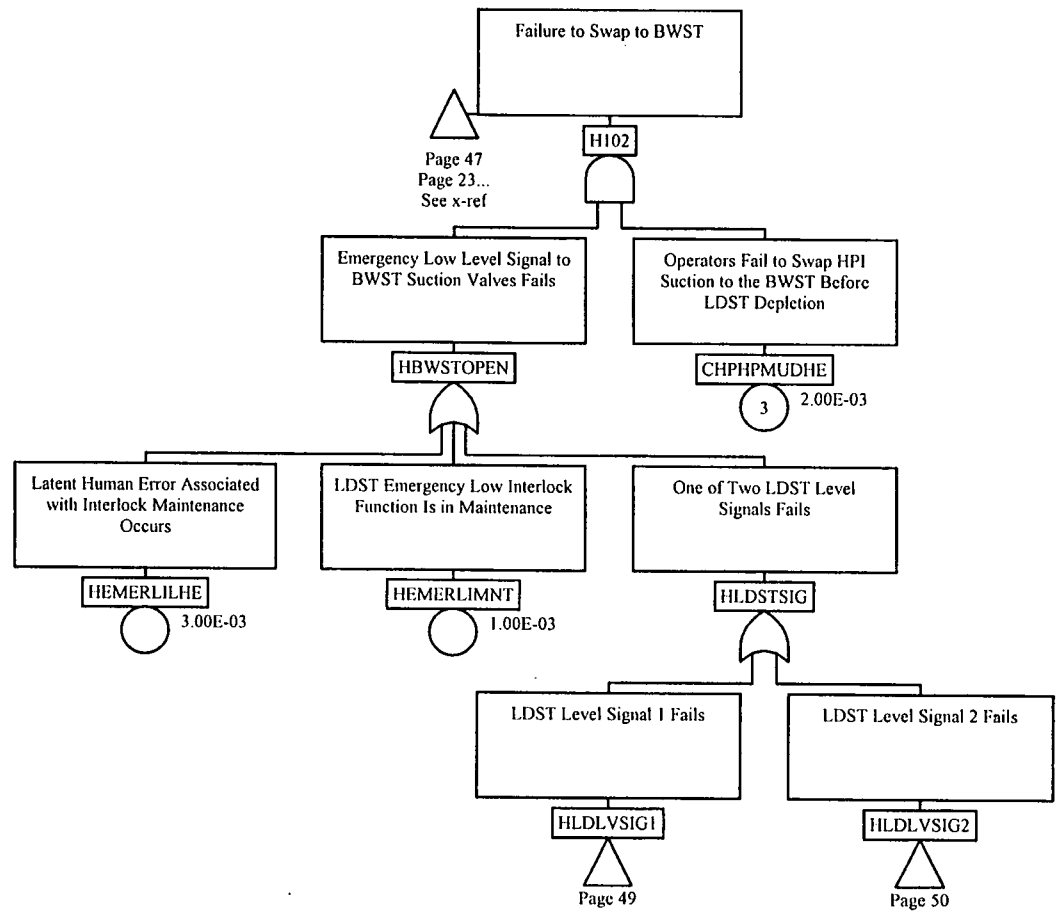 Failure to Swap to BWST
Page 47
Page 23...
See x-ref
H102
Emergency Low Level Signal to
BWST Suction Valves Fails
HBWSTOPEN
Operators Fail to Swap HPI
Suction to the BWST Before
LDST Depletion
CHPHPMUDHE
3
2.00E-03
Latent Human Error Associated
with Interlock Maintenance
Occurs
HEMERLILHE
3.00E-03
LDST Emergency Low Interlock
Function Is in Maintenance
HEMERLIMNT
1.00E-03
One of Two LDST Level
Signals Fails
HLDSTSIG
LDST Level Signal 1 Fails
HLDLVSIG1
Page 49
LDST Level Signal 2 Fails
HLDLVSIG2
Page 50